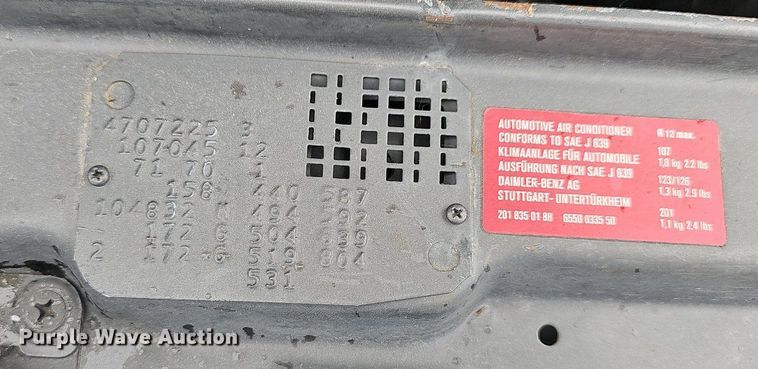 4707225 3
107045 12
71 70 1
158 440 587
104832 M 494 592
172 G 504 639
2 172 G 519 804
531
AUTOMOTIVE AIR CONDITIONER
CONFORMS TO SAE J 639
KLIMAANLAGE FÜR AUTOMOBILE
AUSFÜHRUNG NACH SAE J 639
DAIMLER-BENZ AG
STUTTGART-UNTERTÜRKHEIM
201 835 01 88 6550 0335 50
R 12 max.
107
1,0 kg 2.2 lbs
123/126
1,3 kg 2.9 lbs
201
1,1 kg 2.4 lbs
Purple Wave Auction